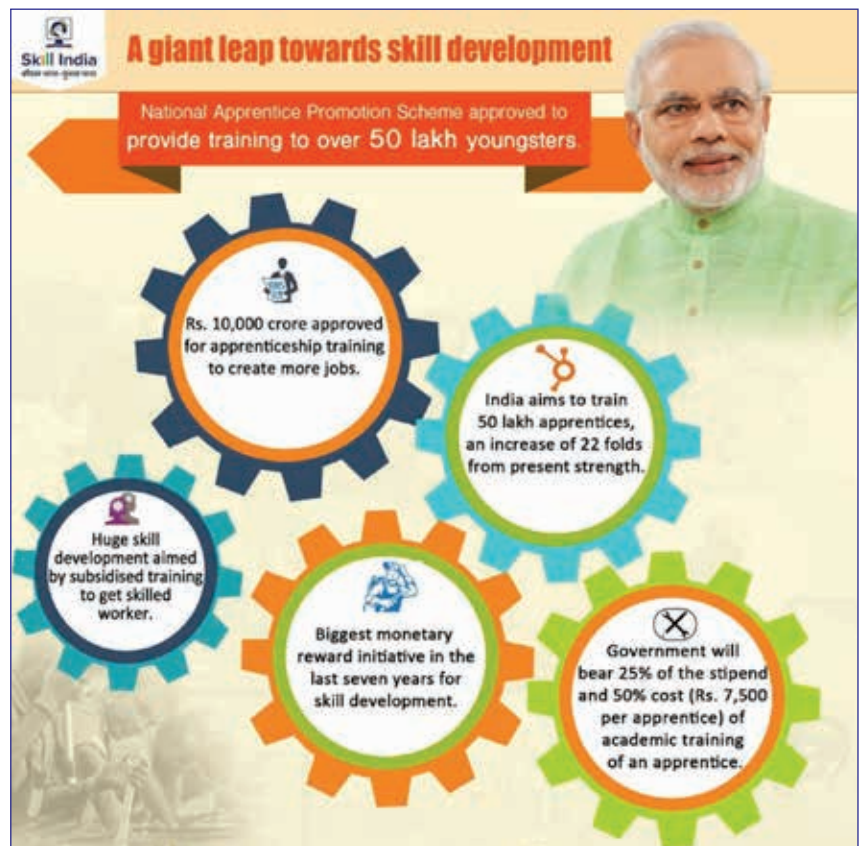 Skill India
कौशल भारत-कुशल भारत
A giant leap towards skill development
National Apprentice Promotion Scheme approved to
provide training to over 50 lakh youngsters.
Rs. 10,000 crore approved
for apprenticeship training
to create more jobs.
India aims to train
50 lakh apprentices,
an increase of 22 folds
from present strength.
Huge skill
development aimed
by subsidised training
to get skilled
worker.
Biggest monetary
reward initiative in the
last seven years for
skill development.
Government will
bear 25% of the stipend
and 50% cost (Rs. 7,500
per apprentice) of
academic training
of an apprentice.